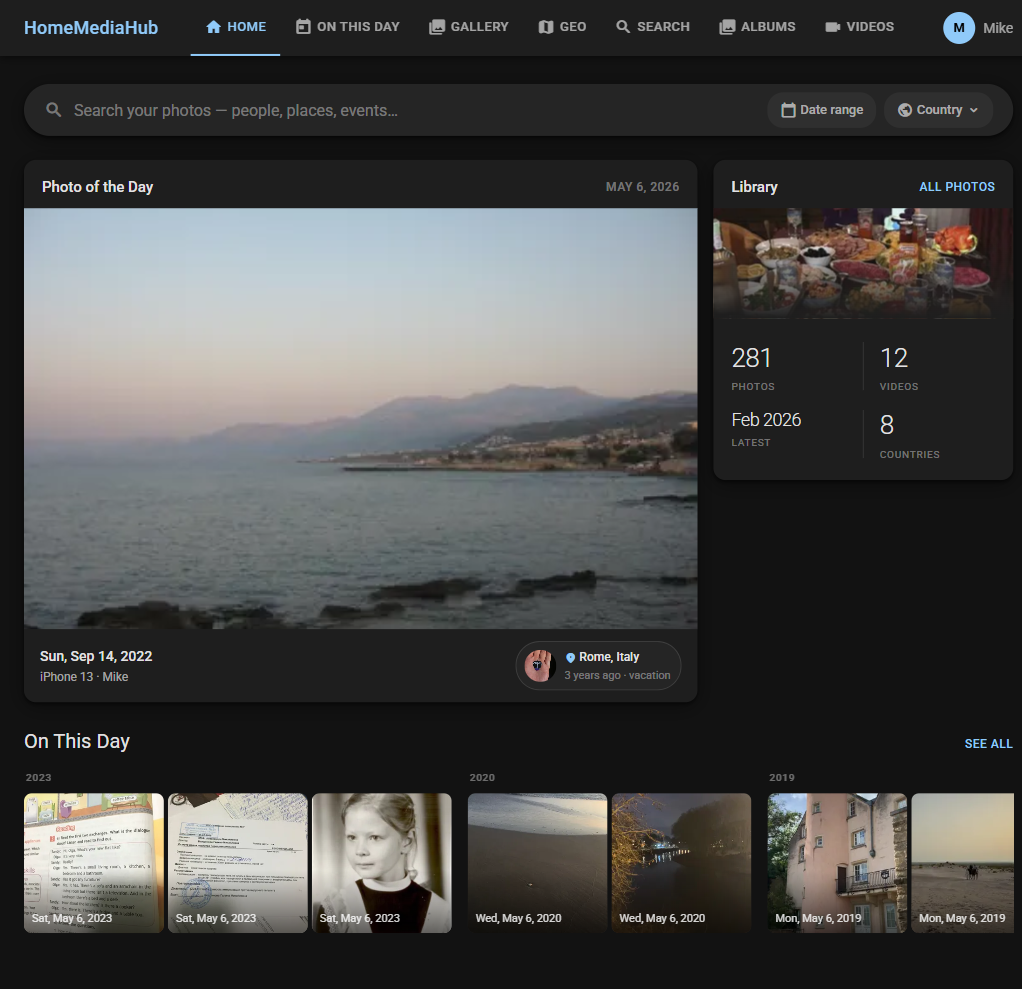 HomeMediaHub
HOME
ON THIS DAY
GALLERY
GEO
SEARCH
ALBUMS
VIDEOS
M
Mike
Search your photos — people, places, events...
Date range
Country
Photo of the Day
MAY 6, 2026
Library
ALL PHOTOS
281
PHOTOS
12
VIDEOS
Feb 2026
LATEST
8
COUNTRIES
Sun, Sep 14, 2022
iPhone 13 · Mike
Rome, Italy
3 years ago · vacation
On This Day
SEE ALL
2023
2020
2019
Sat, May 6, 2023
Sat, May 6, 2023
Sat, May 6, 2023
Wed, May 6, 2020
Wed, May 6, 2020
Mon, May 6, 2019
Mon, May 6, 2019